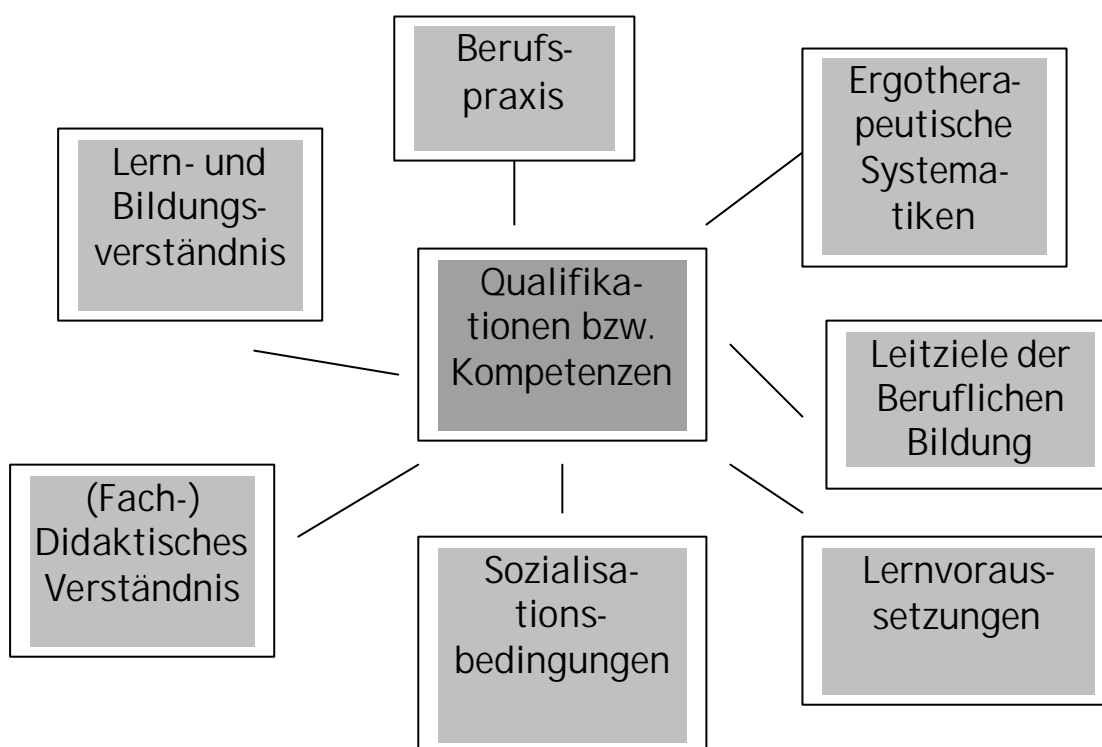 Berufs-
praxis
Ergothera-
peutische
Systema-
tiken
Lern- und
Bildungs-
verständnis
Qualifika-
tionen bzw.
Kompetenzen
Leitziele der
Beruflichen
Bildung
(Fach-)
Didaktisches
Verständnis
Sozialisa-
tions-
bedingungen
Lernvoraus-
setzungen